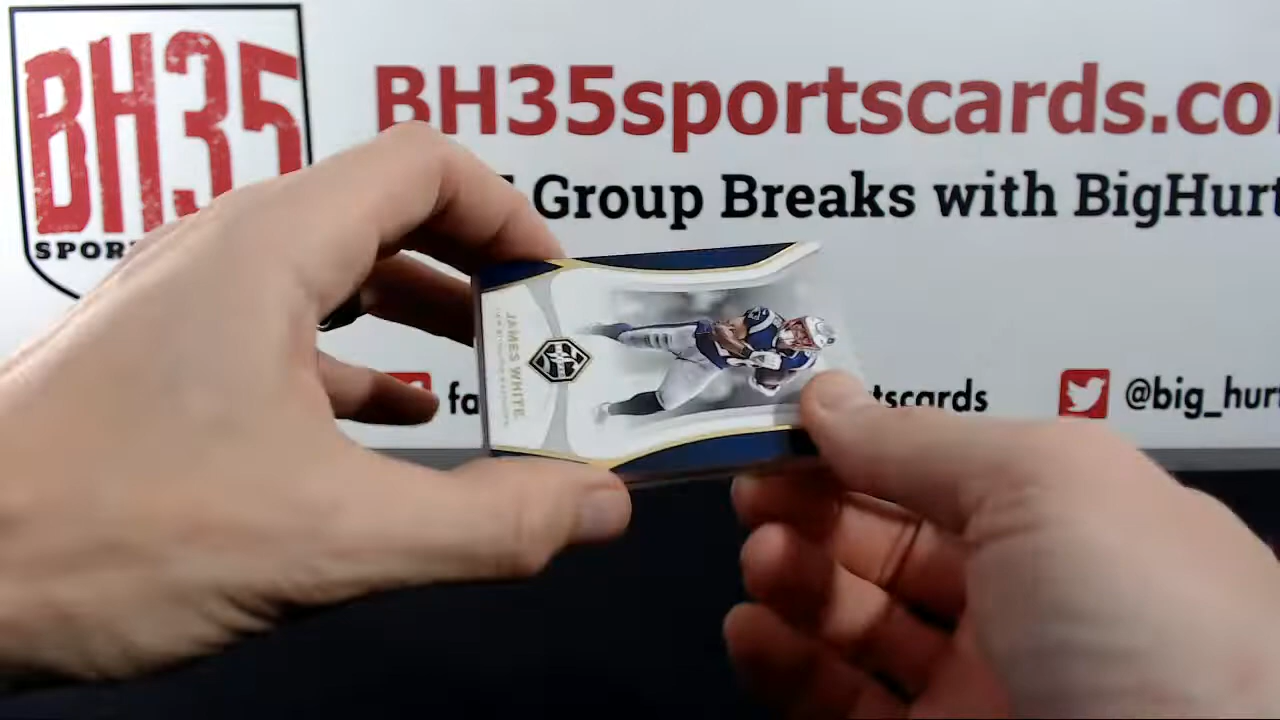 BH35
SPOR
BH35sportscards.co
Group Breaks with BigHurt
fa
tscards
@big_hurt
JAMES WHITE